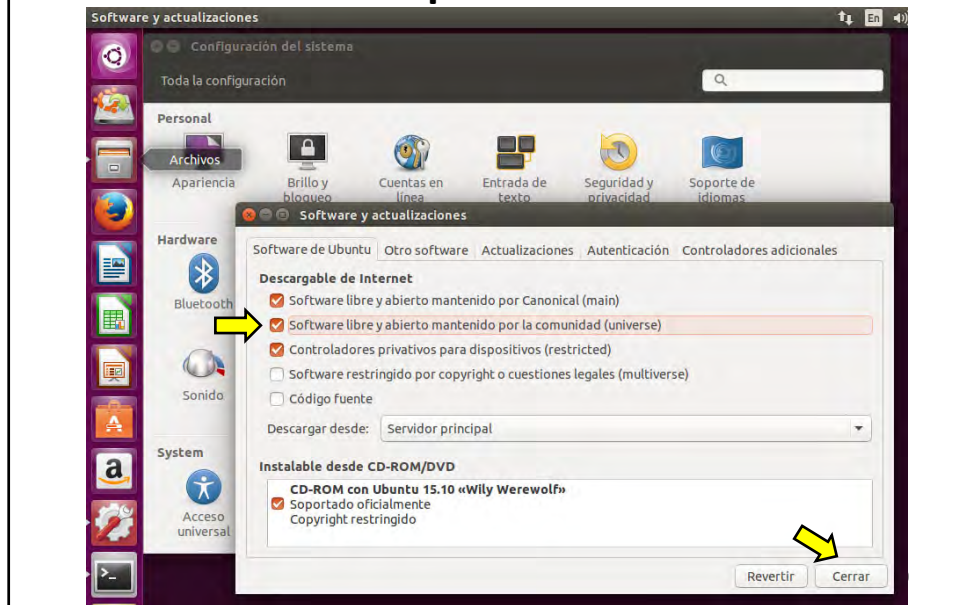 Software y actualizaciones
En
Configuración del sistema
Toda la configuración
Personal
Archivos
Apariencia
Brillo y
bloqueo
Cuentas en
línea
Entrada de
texto
Seguridad y
privacidad
Soporte de
idiomas
Software y actualizaciones
Hardware
Bluetooth
Sonido
System
Acceso
universal
Software de Ubuntu
Otro software
Actualizaciones
Autenticación
Controladores adicionales
Descargable de Internet
Software libre y abierto mantenido por Canonical (main)
Software libre y abierto mantenido por la comunidad (universe)
Controladores privativos para dispositivos (restricted)
Software restringido por copyright o cuestiones legales (multiverse)
Código fuente
Descargar desde: Servidor principal
Instalable desde CD-ROM/DVD
CD-ROM con Ubuntu 15.10 «Wily Werewolf»
Soportado oficialmente
Copyright restringido
Revertir
Cerrar